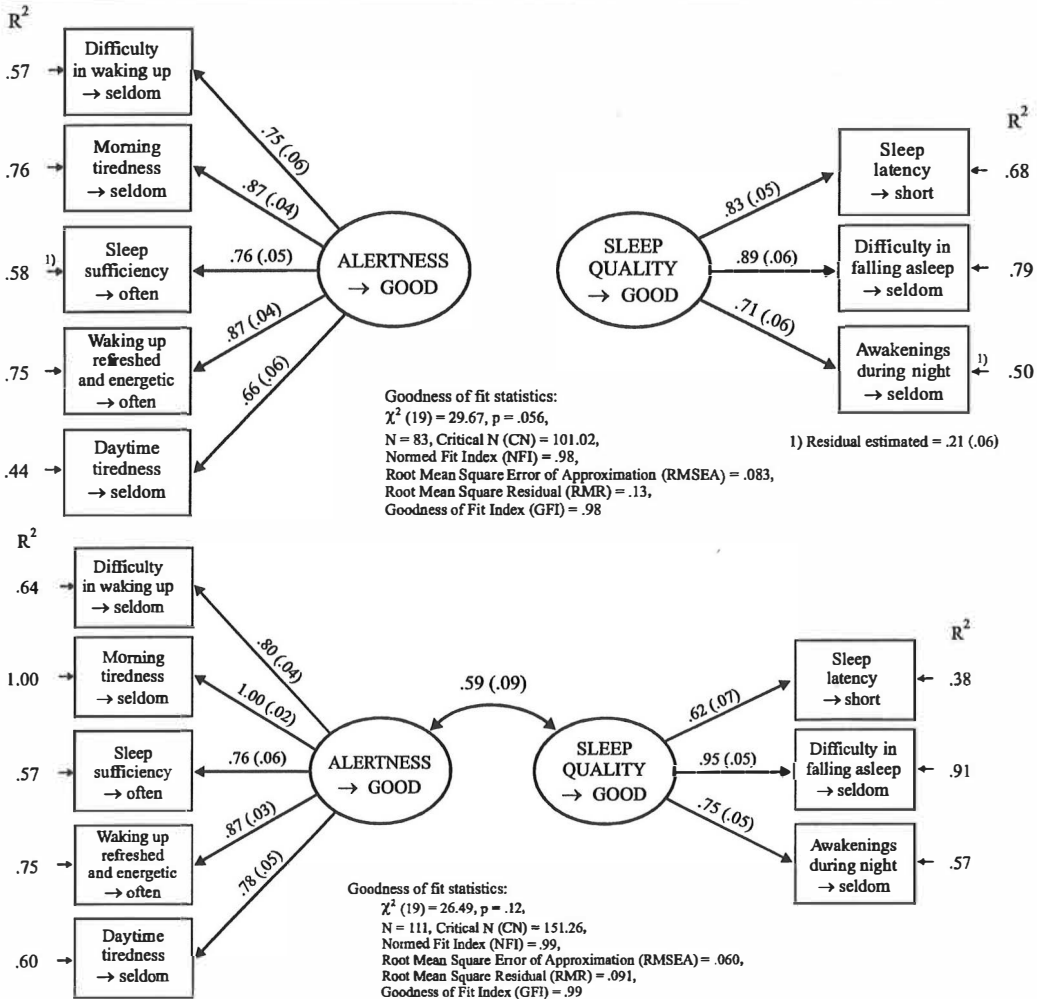 R²
Difficulty
in waking up
→ seldom
.57
Morning
tiredness
→ seldom
.76
Sleep
sufficiency
→ often
.58 1)
Waking up
refreshed
and energetic
→ often
.75
Daytime
tiredness
→ seldom
.44
.75 (.06)
.87 (.04)
.76 (.05)
.87 (.04)
.66 (.06)
ALERTNESS
→ GOOD
SLEEP
QUALITY
→ GOOD
.83 (.05)
.89 (.06)
.71 (.06)
R²
Sleep
latency
→ short
.68
Difficulty in
falling asleep
→ seldom
.79
Awakenings
during night
→ seldom
1)
.50
Goodness of fit statistics:
χ² (19) = 29.67, p = .056,
N = 83, Critical N (CN) = 101.02,
Normed Fit Index (NFI) = .98,
Root Mean Square Error of Approximation (RMSEA) = .083,
Root Mean Square Residual (RMR) = .13,
Goodness of Fit Index (GFI) = .98
1) Residual estimated = .21 (.06)
R²
Difficulty
in waking up
→ seldom
.64
Morning
tiredness
→ seldom
1.00
Sleep
sufficiency
→ often
.57
Waking up
refreshed
and energetic
→ often
.75
Daytime
tiredness
→ seldom
.60
.80 (.04)
1.00 (.02)
.76 (.06)
.87 (.03)
.78 (.05)
ALERTNESS
→ GOOD
.59 (.09)
SLEEP
QUALITY
→ GOOD
.62 (.07)
.95 (.05)
.75 (.05)
R²
Sleep
latency
→ short
.38
Difficulty in
falling asleep
→ seldom
.91
Awakenings
during night
→ seldom
.57
Goodness of fit statistics:
χ² (19) = 26.49, p = .12,
N = 111, Critical N (CN) = 151.26,
Normed Fit Index (NFI) = .99,
Root Mean Square Error of Approximation (RMSEA) = .060,
Root Mean Square Residual (RMR) = .091,
Goodness of Fit Index (GFI) = .99